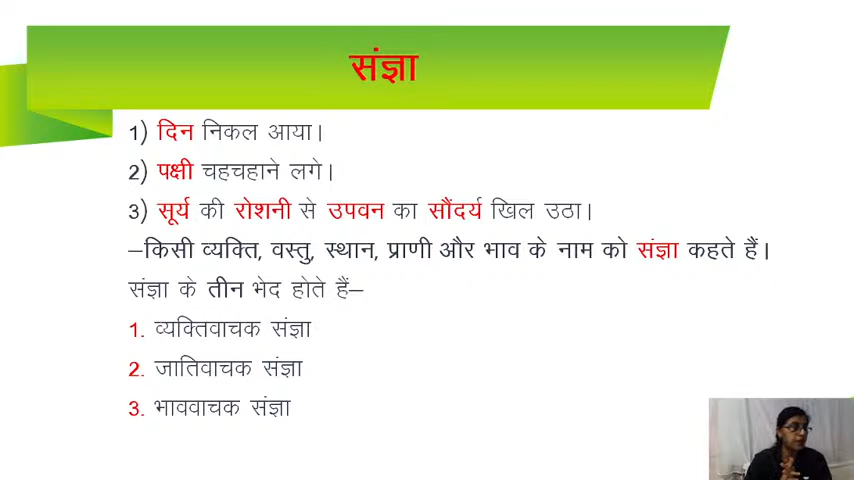 संज्ञा
1) दिन निकल आया।
2) पक्षी चहचहाने लगे।
3) सूर्य की रोशनी से उपवन का सौंदर्य खिल उठा।
–किसी व्यक्ति, वस्तु, स्थान, प्राणी और भाव के नाम को संज्ञा कहते हैं।
संज्ञा के तीन भेद होते हैं–
1. व्यक्तिवाचक संज्ञा
2. जातिवाचक संज्ञा
3. भाववाचक संज्ञा